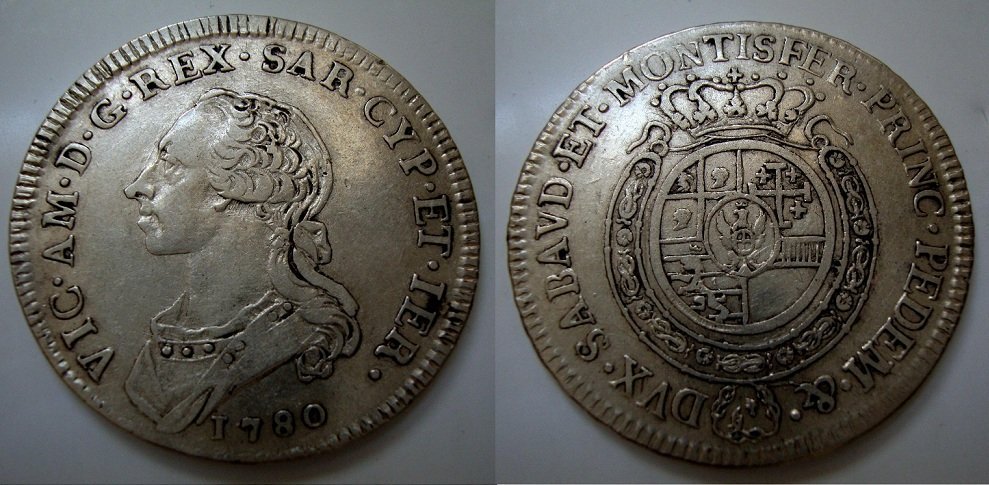 VIC·AM·D·G·REX·SAR·CYP·ET·IER·
1780
DVX·SABAVD·ET·MONTISFER·PRINC·PEDEM·&·